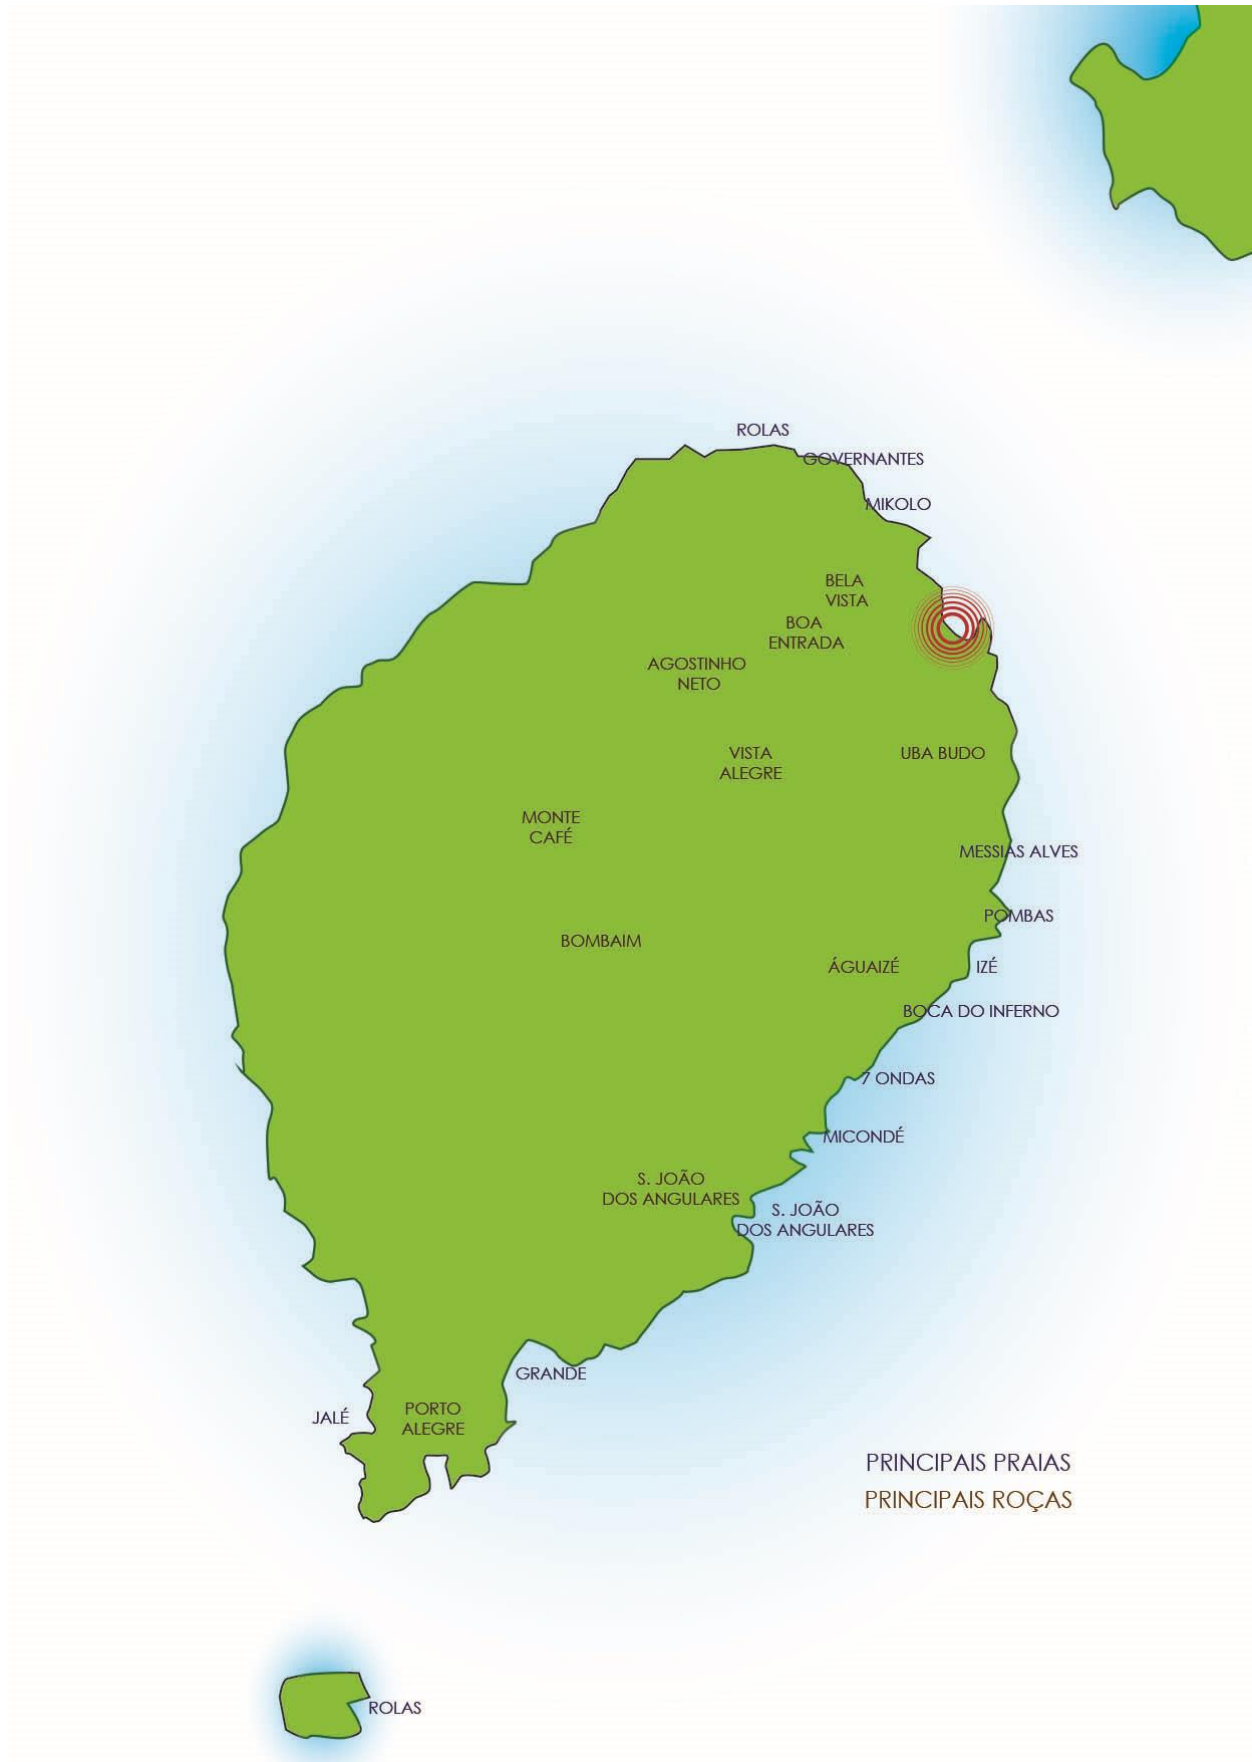 ROLAS
GOVERNANTES
MIKOLO
BELA
VISTA
BOA
ENTRADA
AGOSTINHO
NETO
VISTA
ALEGRE
UBA BUDO
MONTE
CAFÉ
MESSIAS ALVES
POMBAS
BOMBAIM
ÁGUAIZÉ
IZÉ
BOCA DO INFERNO
7 ONDAS
MICONDÉ
S. JOÃO
DOS ANGULARES
S. JOÃO
DOS ANGULARES
GRANDE
JALÉ
PORTO
ALEGRE
PRINCIPAIS PRAIAS
PRINCIPAIS ROÇAS
ROLAS